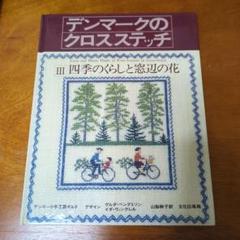 デンマークの
クロスステッチ
III 四季のくらしと窓辺の花
デンマーク手工芸ギルド デザイン ゲルダ・ベングトソン 山梨幹子訳 文化出版局
イダ・ウィンクレル